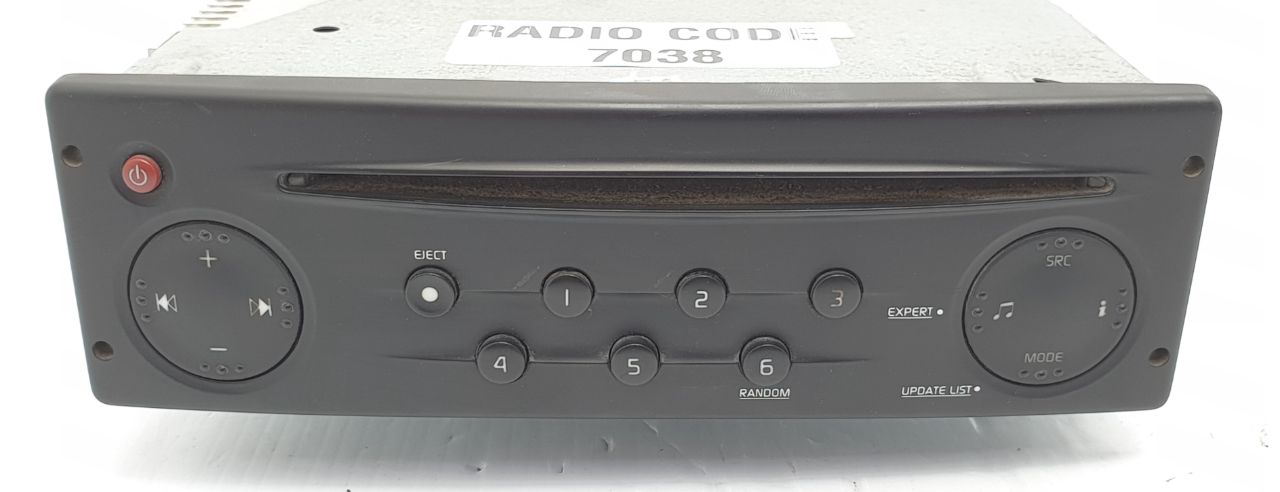 RADIO CODE
7038
EJECT
+
SRC
1
2
3
EXPERT
i
-
4
5
6
MODE
RANDOM
UPDATE LIST